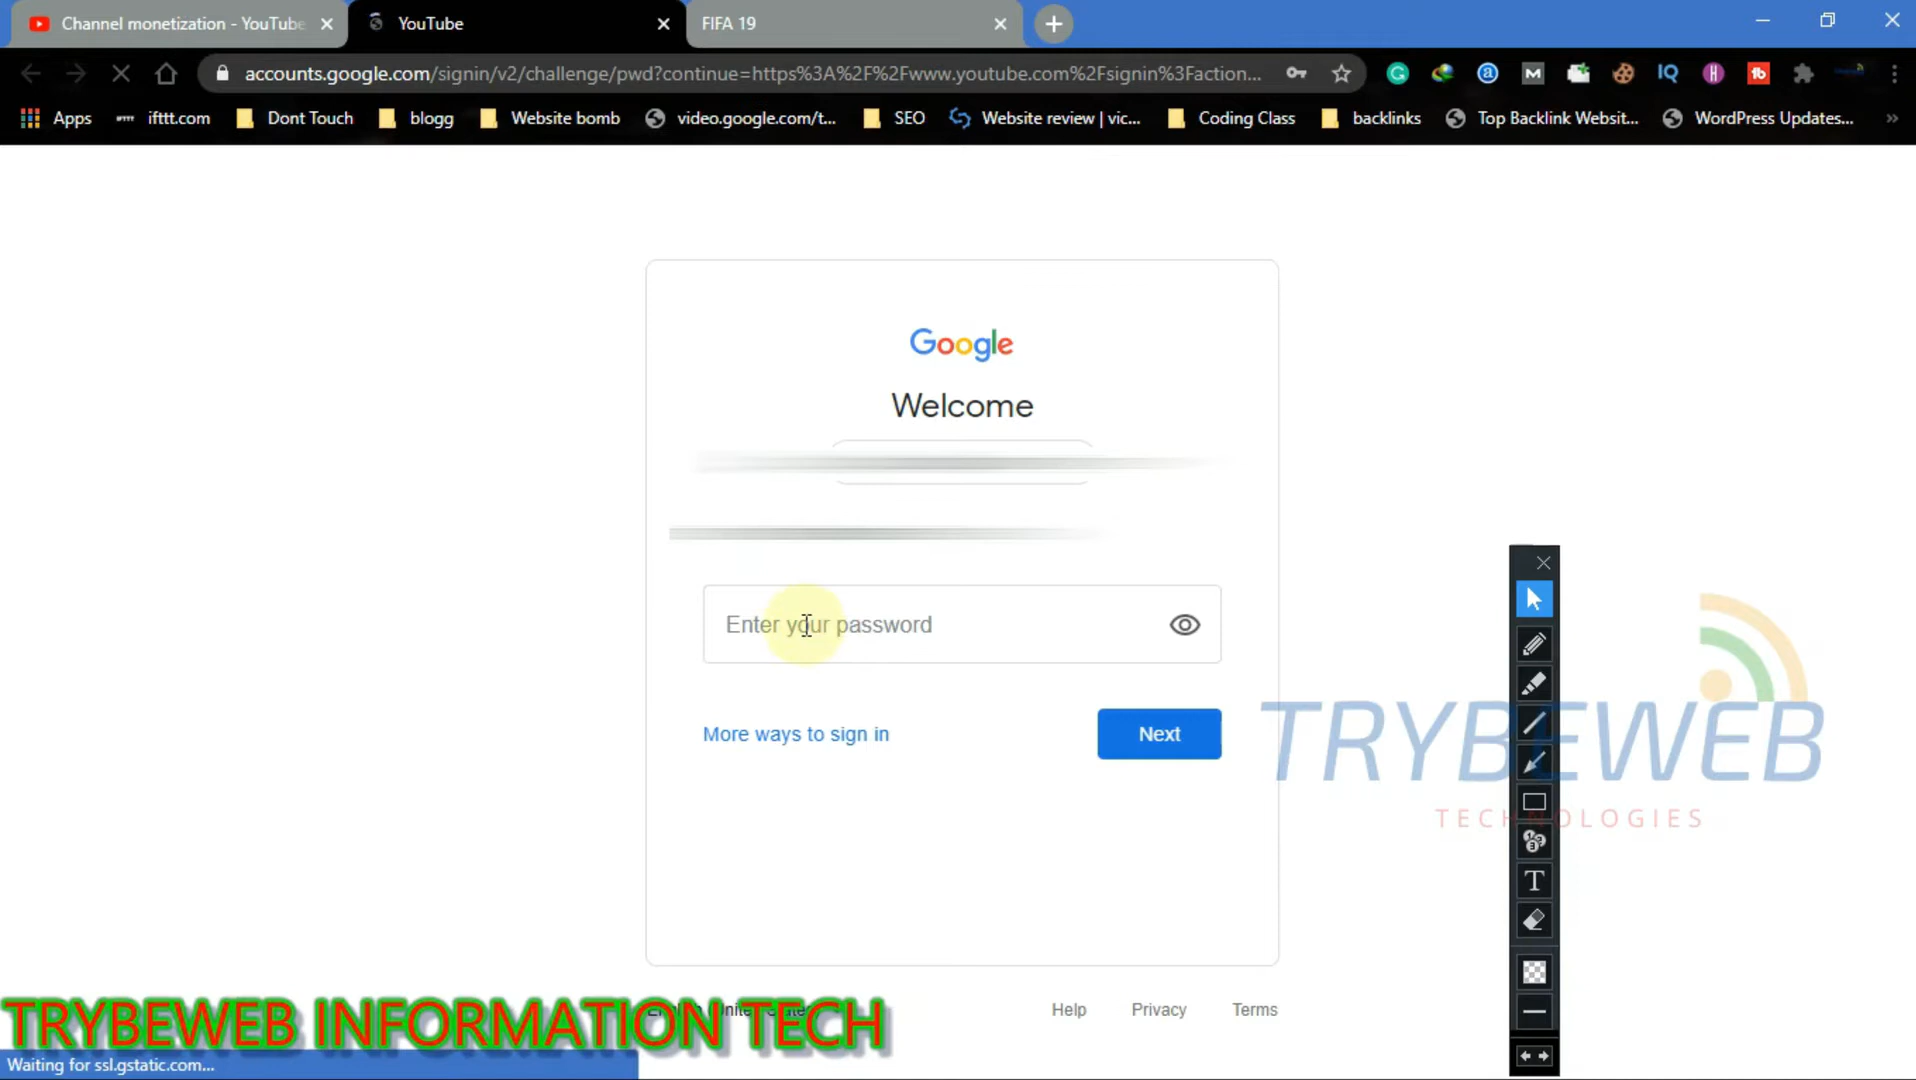 Channel monetization - YouTube
YouTube
FIFA 19
accounts.google.com/signin/v2/challenge/pwd?continue=https%3A%2F%2Fwww.youtube.com%2Fsignin%3Faction...
Apps
ifttt.com
Dont Touch
blogg
Website bomb
video.google.com/t...
SEO
Website review | vic...
Coding Class
backlinks
Top Backlink Websit...
WordPress Updates...
Google
Welcome
Enter your password
More ways to sign in
Next
TRYBEWEB
TECHNOLOGIES
Help
Privacy
Terms
TRYBEWEB INFORMATION TECH
Waiting for ssl.gstatic.com...